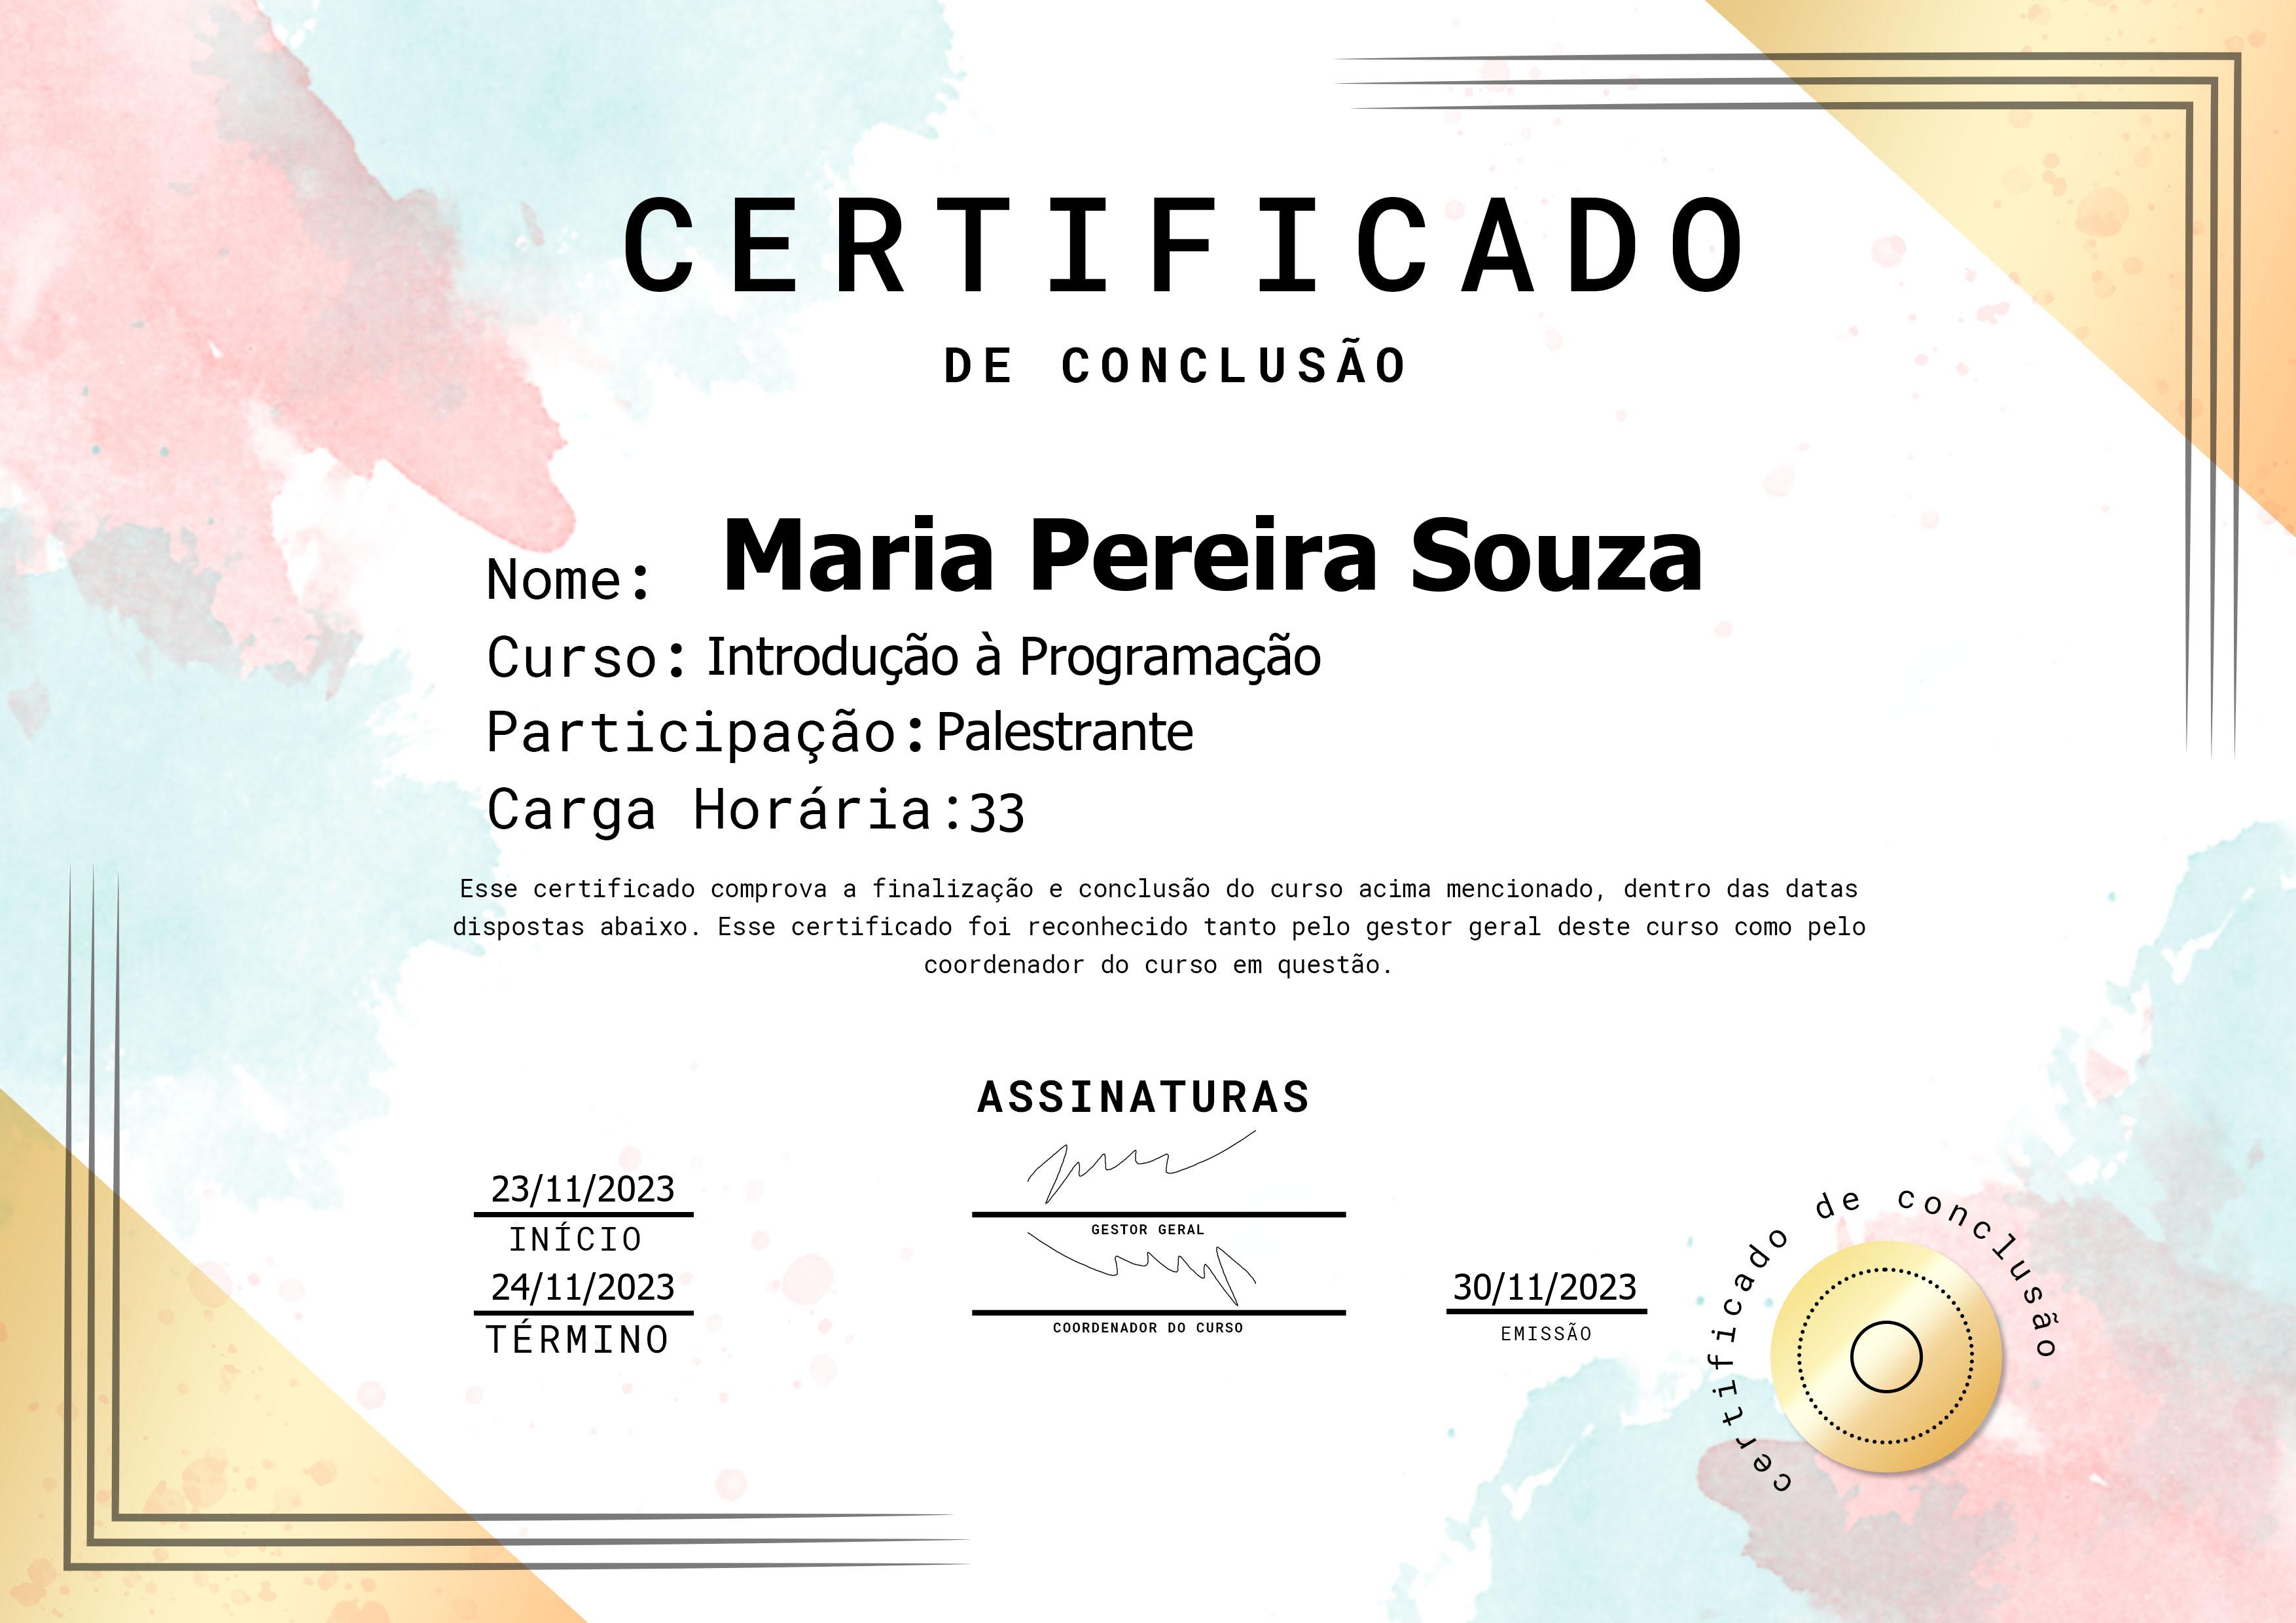 CERTIFICADO
DE CONCLUSÃO
Nome: Maria Pereira Souza
Curso: Introdução à Programação
Participação: Palestrante
Carga Horária:33
Esse certificado comprova a finalização e conclusão do curso acima mencionado, dentro das datas
dispostas abaixo. Esse certificado foi reconhecido tanto pelo gestor geral deste curso como pelo
coordenador do curso em questão.
ASSINATURAS
23/11/2023
INÍCIO
GESTOR GERAL
24/11/2023
TÉRMINO
COORDENADOR DO CURSO
30/11/2023
EMISSÃO
certificado de conclusão